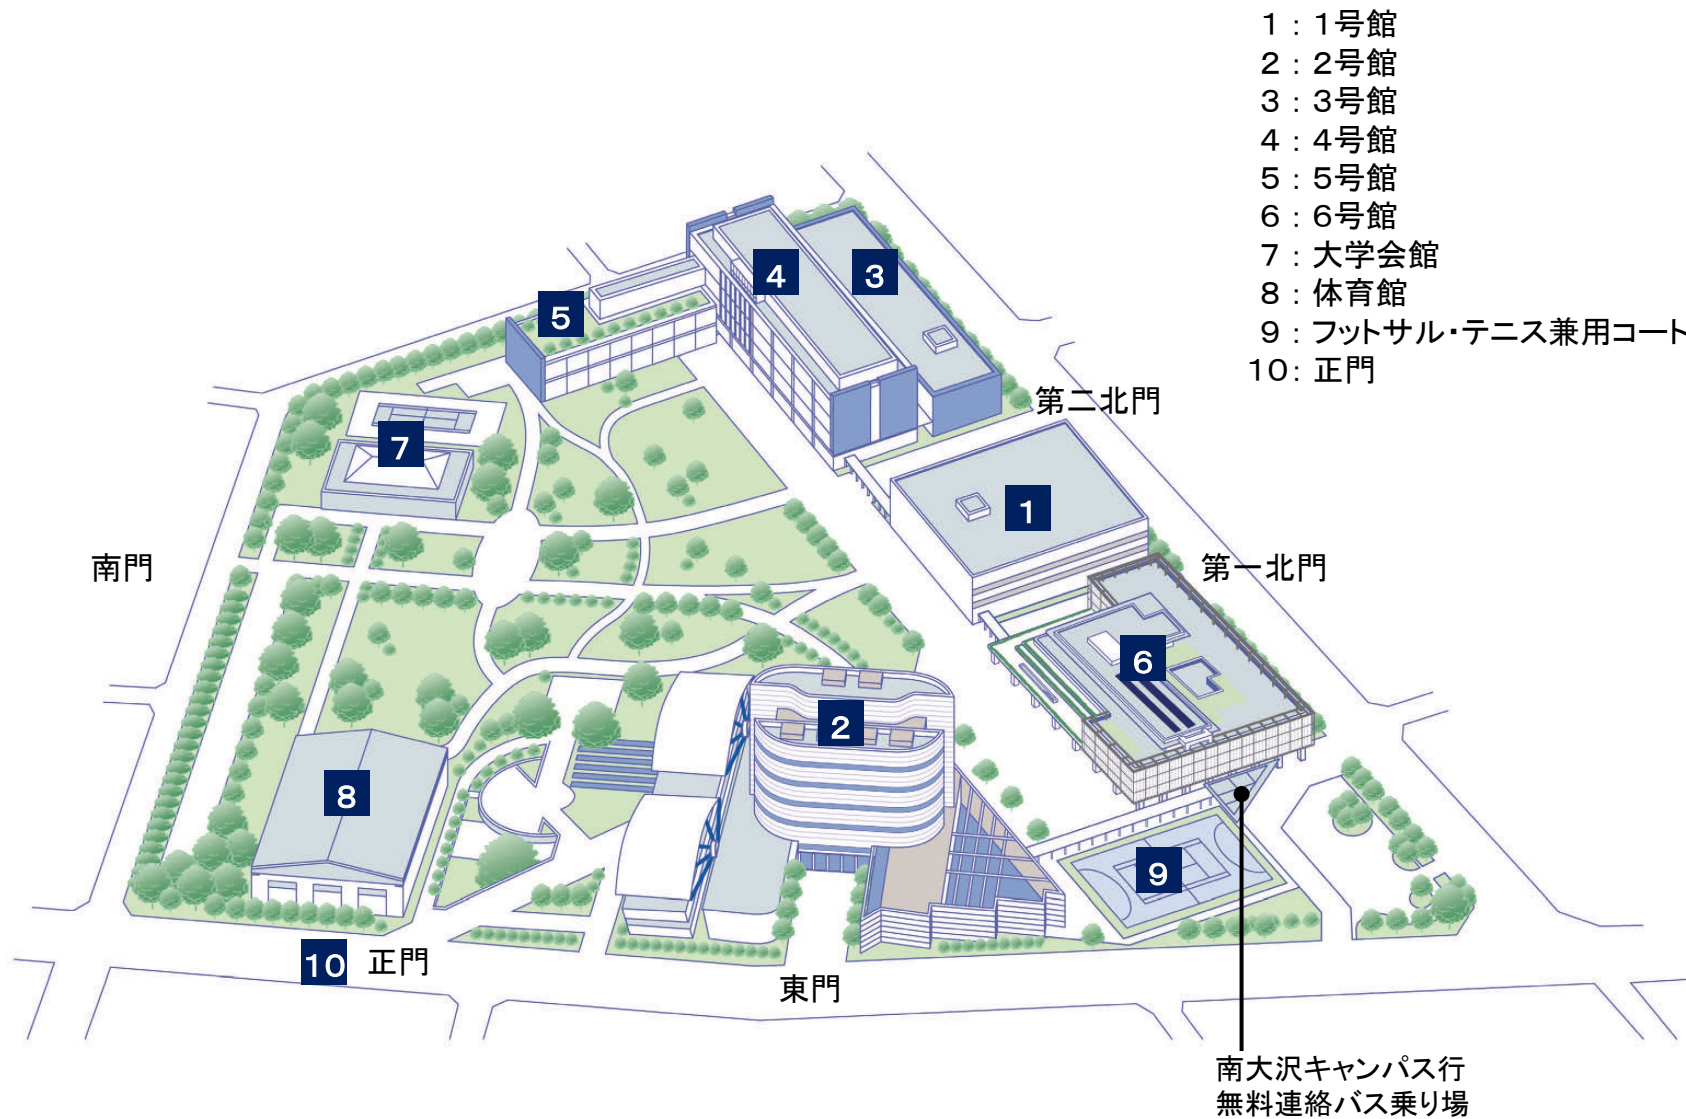 1：1号館
2：2号館
3：3号館
4：4号館
5：5号館
6：6号館
7：大学会館
8：体育館
9：フットサル・テニス兼用コート
10：正門
4
3
5
第二北門
7
1
南門
第一北門
6
2
8
9
10 正門
東門
南大沢キャンパス行
無料連絡バス乗り場